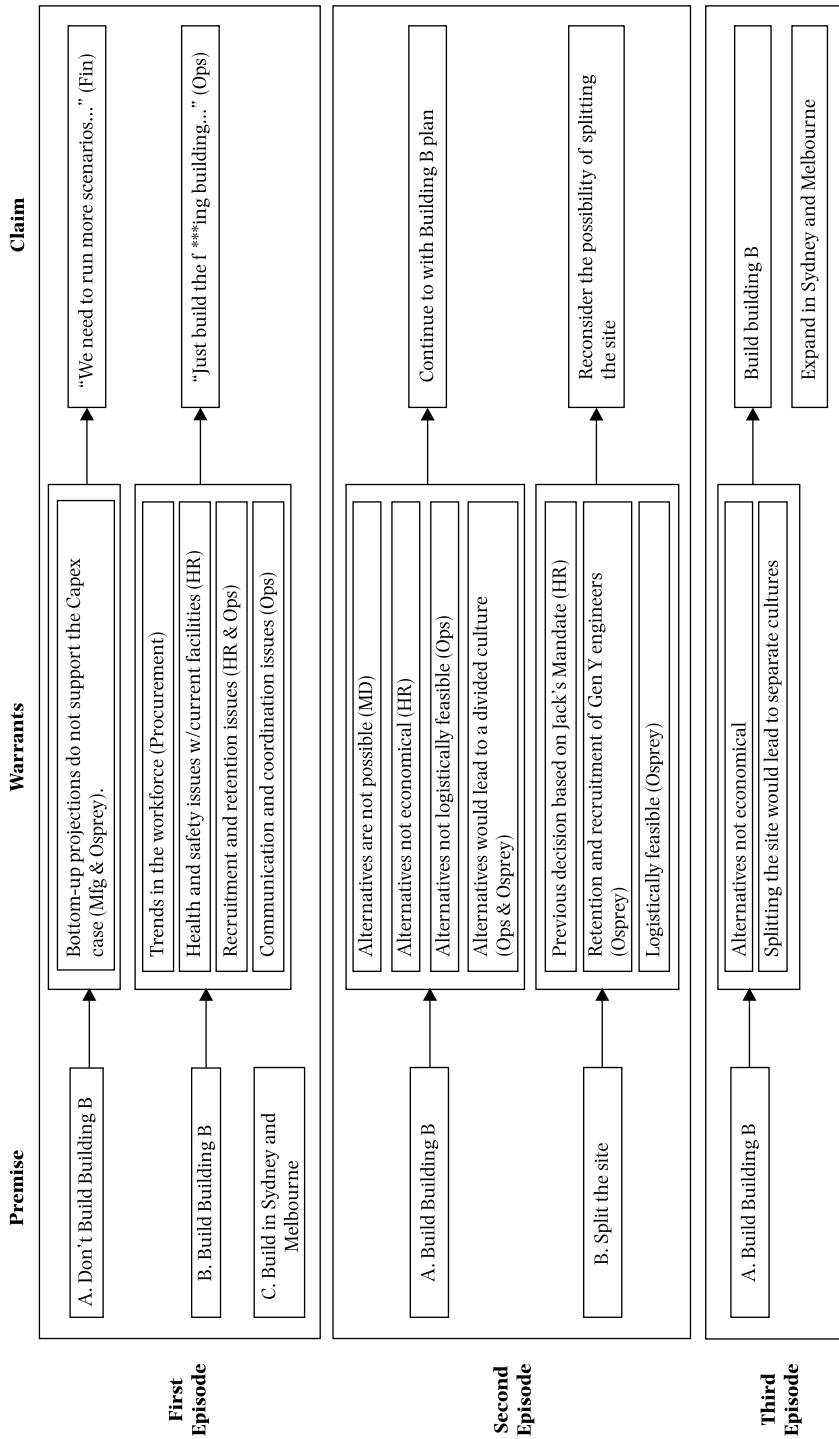 Premise
Warrants
Claim
First
Episode
A. Don't Build Building B
Bottom-up projections do not support the Capex
case (Mfg & Osprey).
“We need to run more scenarios...” (Fin)
B. Build Building B
Trends in the workforce (Procurement)
Health and safety issues w/current facilities (HR)
Recruitment and retention issues (HR & Ops)
Communication and coordination issues (Ops)
“Just build the f ***ing building...” (Ops)
C. Build in Sydney and
Melbourne
Second
Episode
A. Build Building B
Alternatives are not possible (MD)
Alternatives not economical (HR)
Alternatives not logistically feasible (Ops)
Alternatives would lead to a divided culture
(Ops & Osprey)
Continue to with Building B plan
B. Split the site
Previous decision based on Jack's Mandate (HR)
Retention and recruitment of Gen Y engineers
(Osprey)
Logistically feasible (Osprey)
Reconsider the possibility of splitting
the site
Third
Episode
A. Build Building B
Alternatives not economical
Splitting the site would lead to separate cultures
Build building B
Expand in Sydney and Melbourne